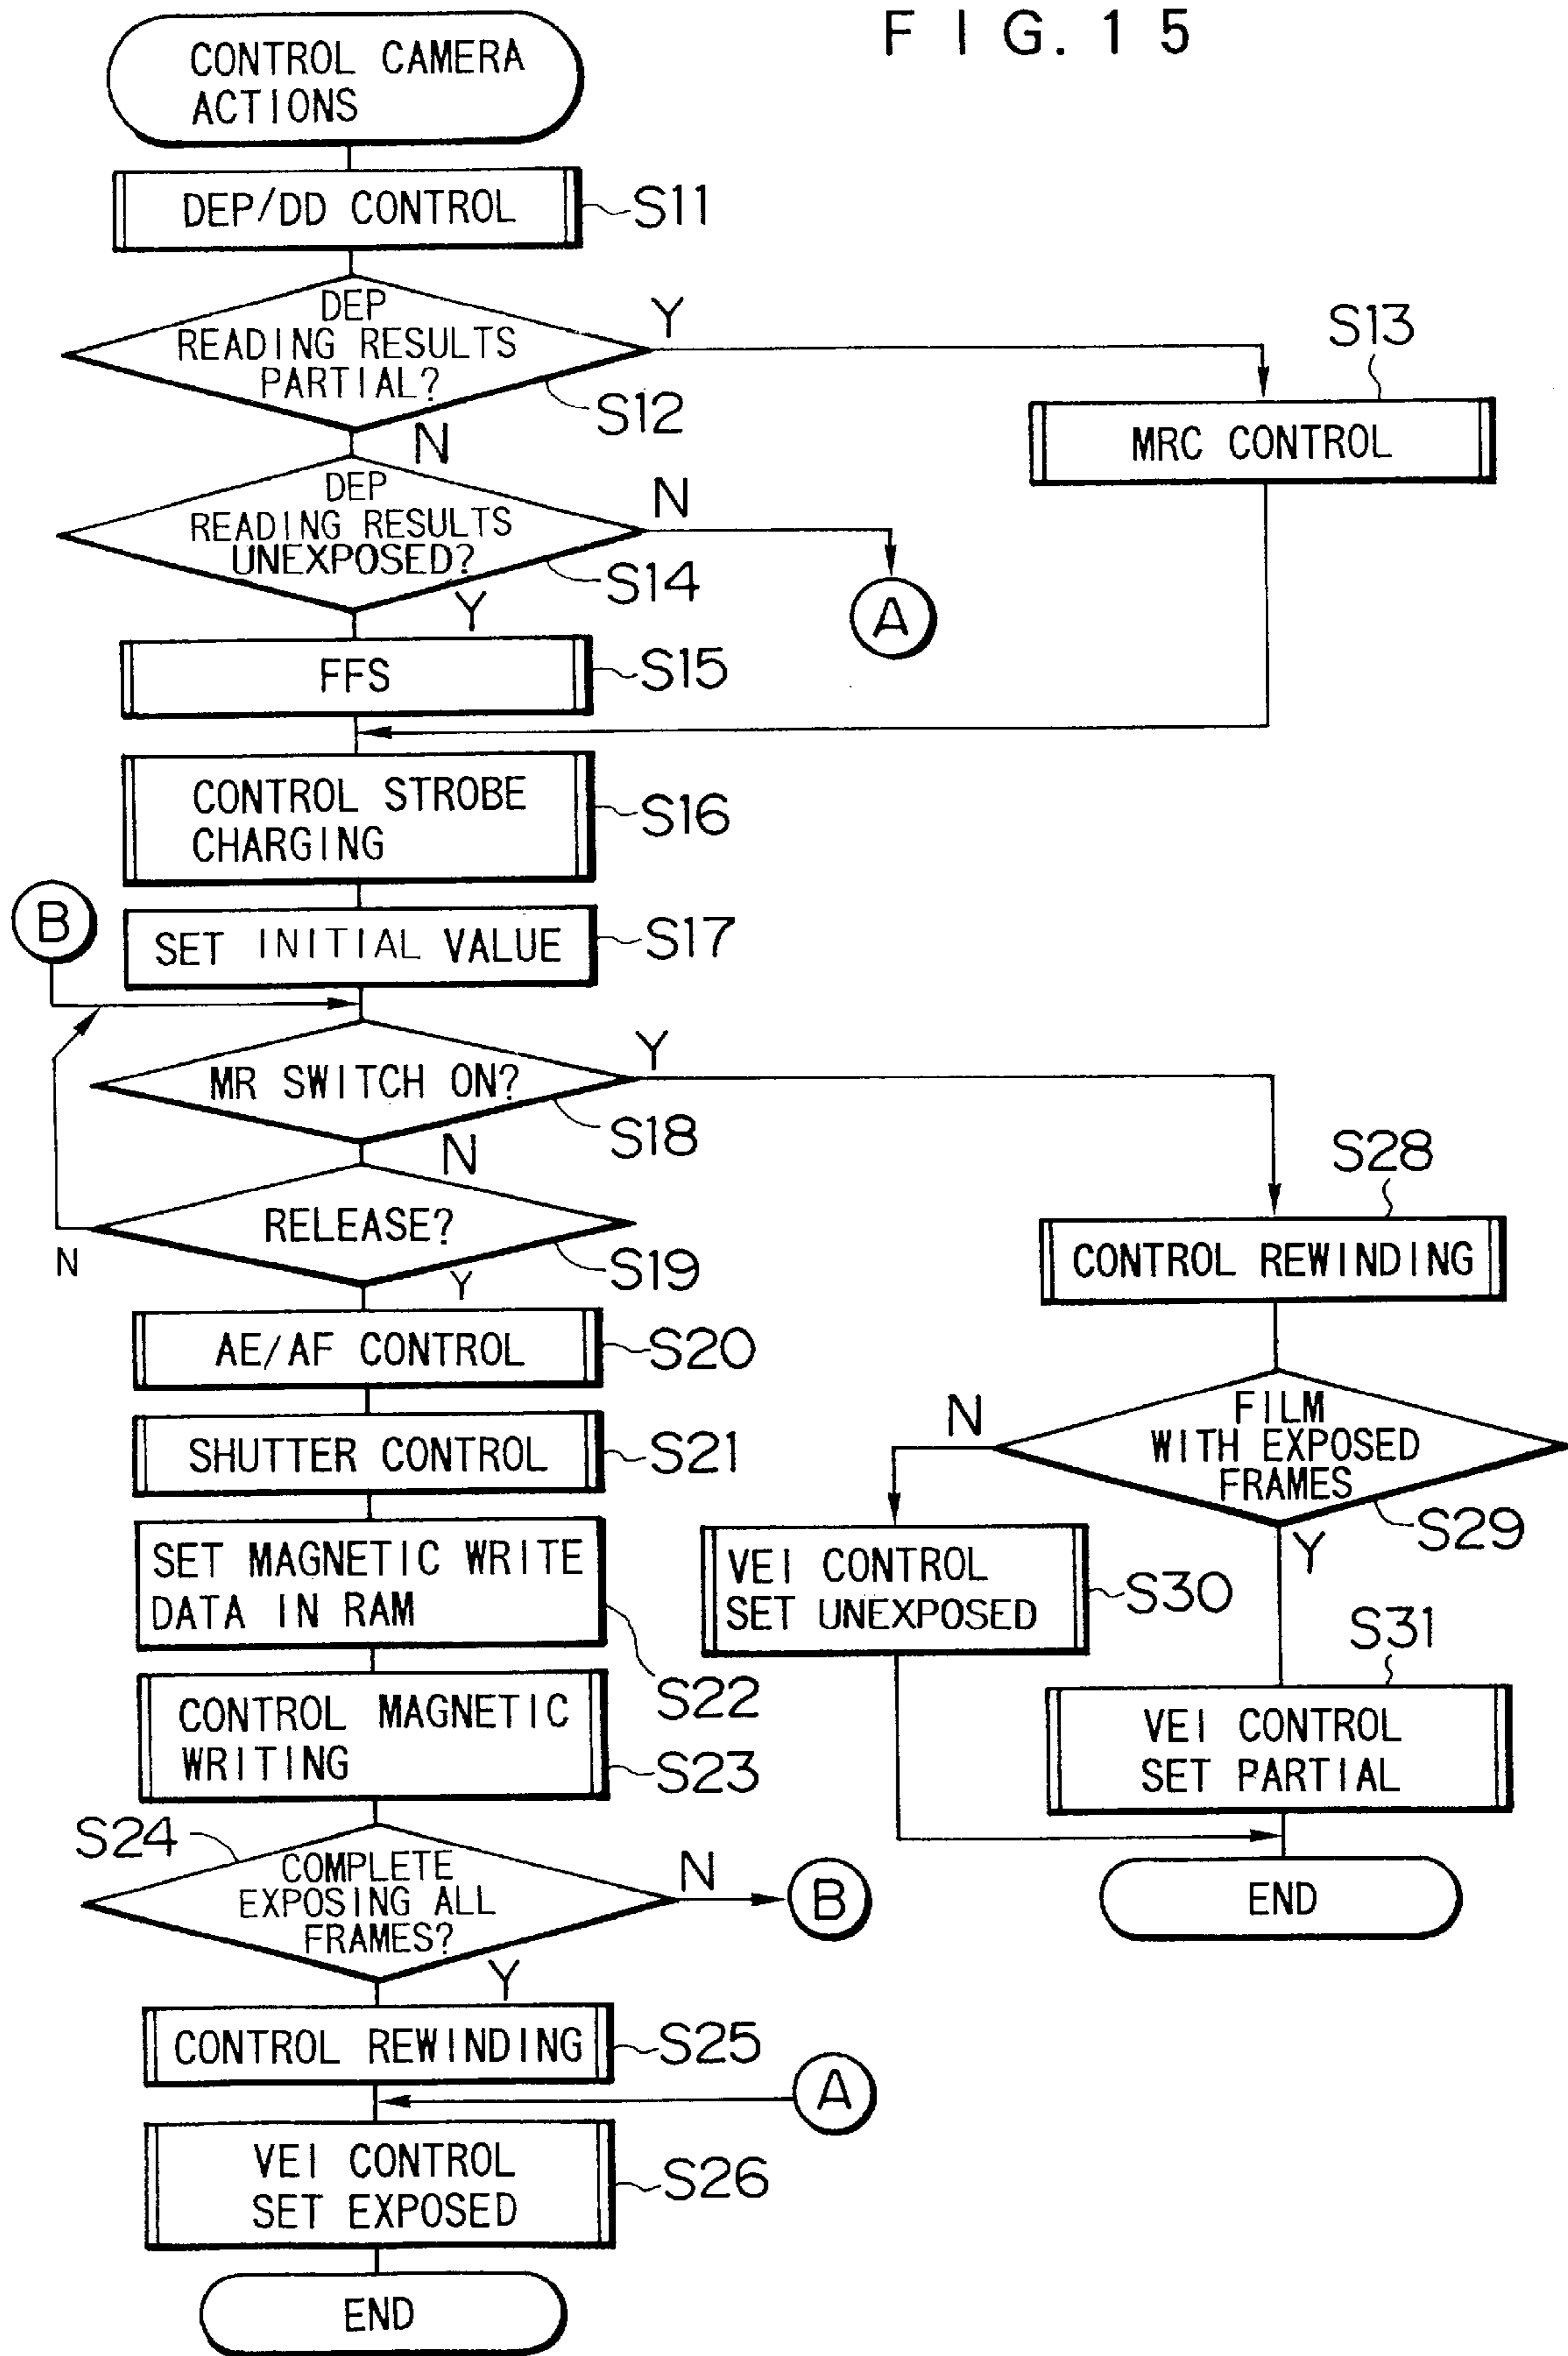 FIG.15
CONTROL CAMERA
ACTIONS
DEP/DD CONTROL
S11
DEP
READING RESULTS
PARTIAL?
Y
S12
N
S13
MRC CONTROL
DEP
READING RESULTS
UNEXPOSED?
N
S14
Y
A
FFS
S15
CONTROL STROBE
CHARGING
S16
B
SET INITIAL VALUE
S17
MR SWITCH ON?
Y
S18
N
RELEASE?
N
S19
Y
S28
CONTROL REWINDING
AE/AF CONTROL
S20
SHUTTER CONTROL
S21
N
FILM
WITH EXPOSED
FRAMES
S29
Y
SET MAGNETIC WRITE
DATA IN RAM
S22
VEI CONTROL
SET UNEXPOSED
S30
S31
VEI CONTROL
SET PARTIAL
CONTROL MAGNETIC
WRITING
S23
S24
COMPLETE
EXPOSING ALL
FRAMES?
N
B
Y
END
CONTROL REWINDING
S25
A
VEI CONTROL
SET EXPOSED
S26
END